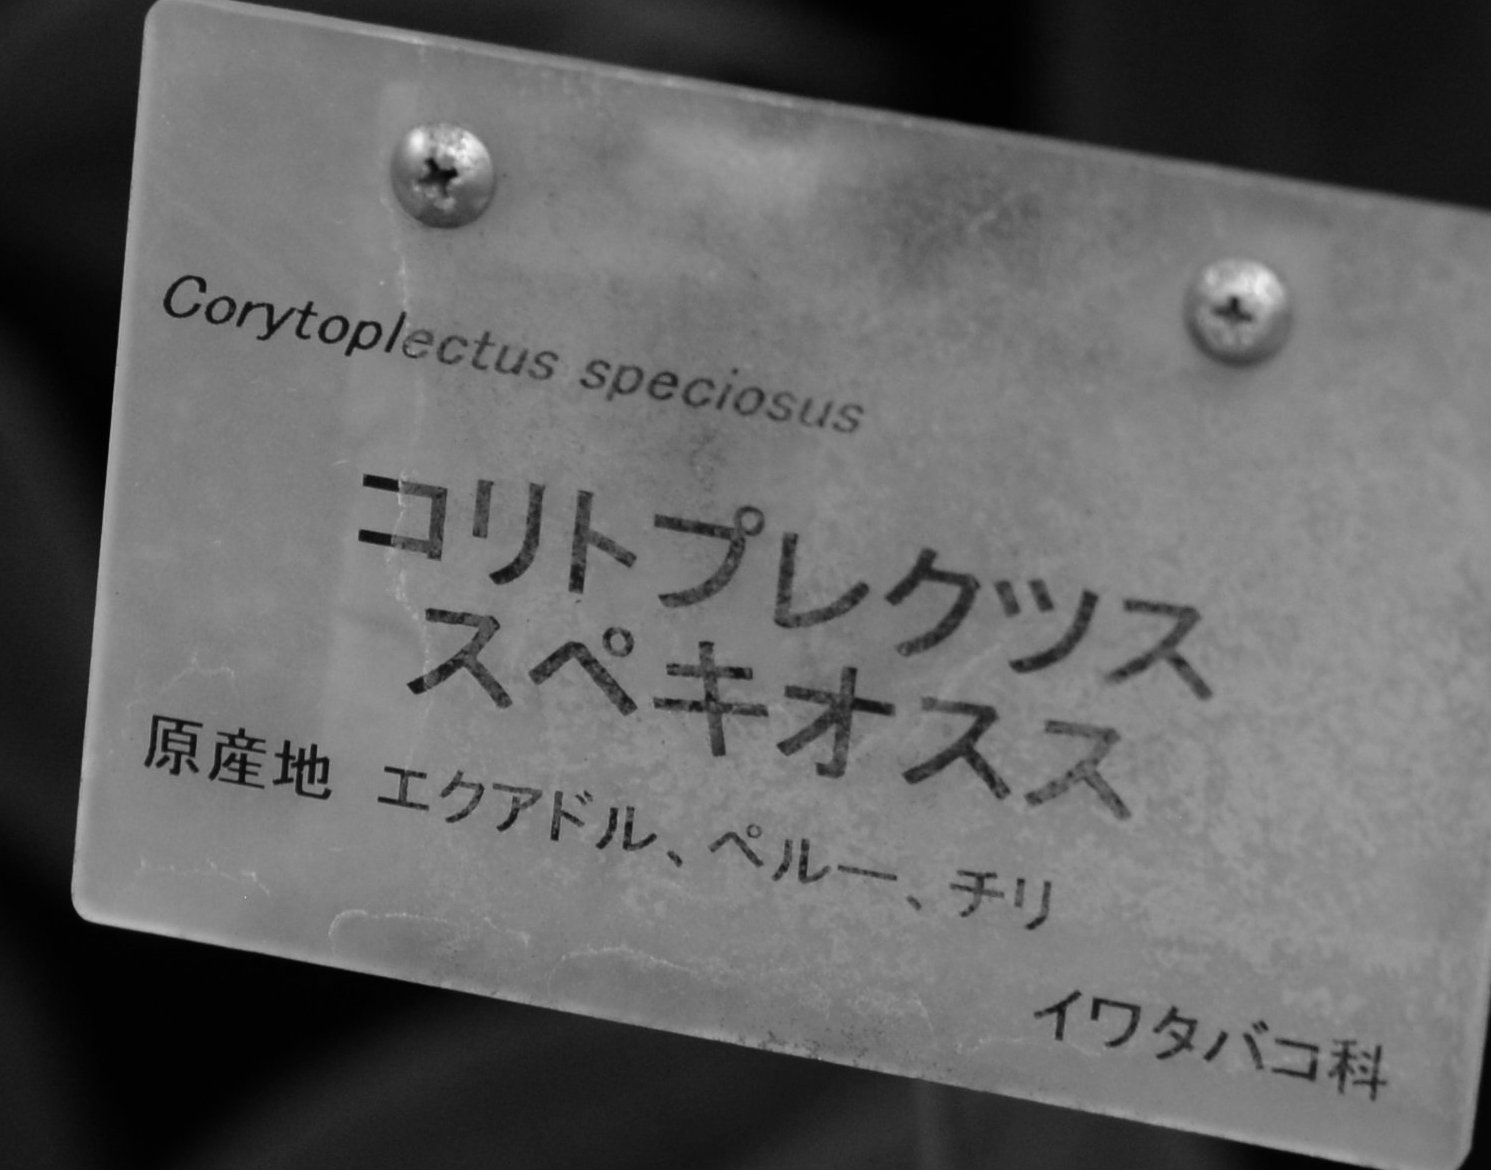 Corytoplectus speciosus
コリトプレクツス
スペキオスス
原産地 エクアドル、ペルー、チリ
イワタバコ科